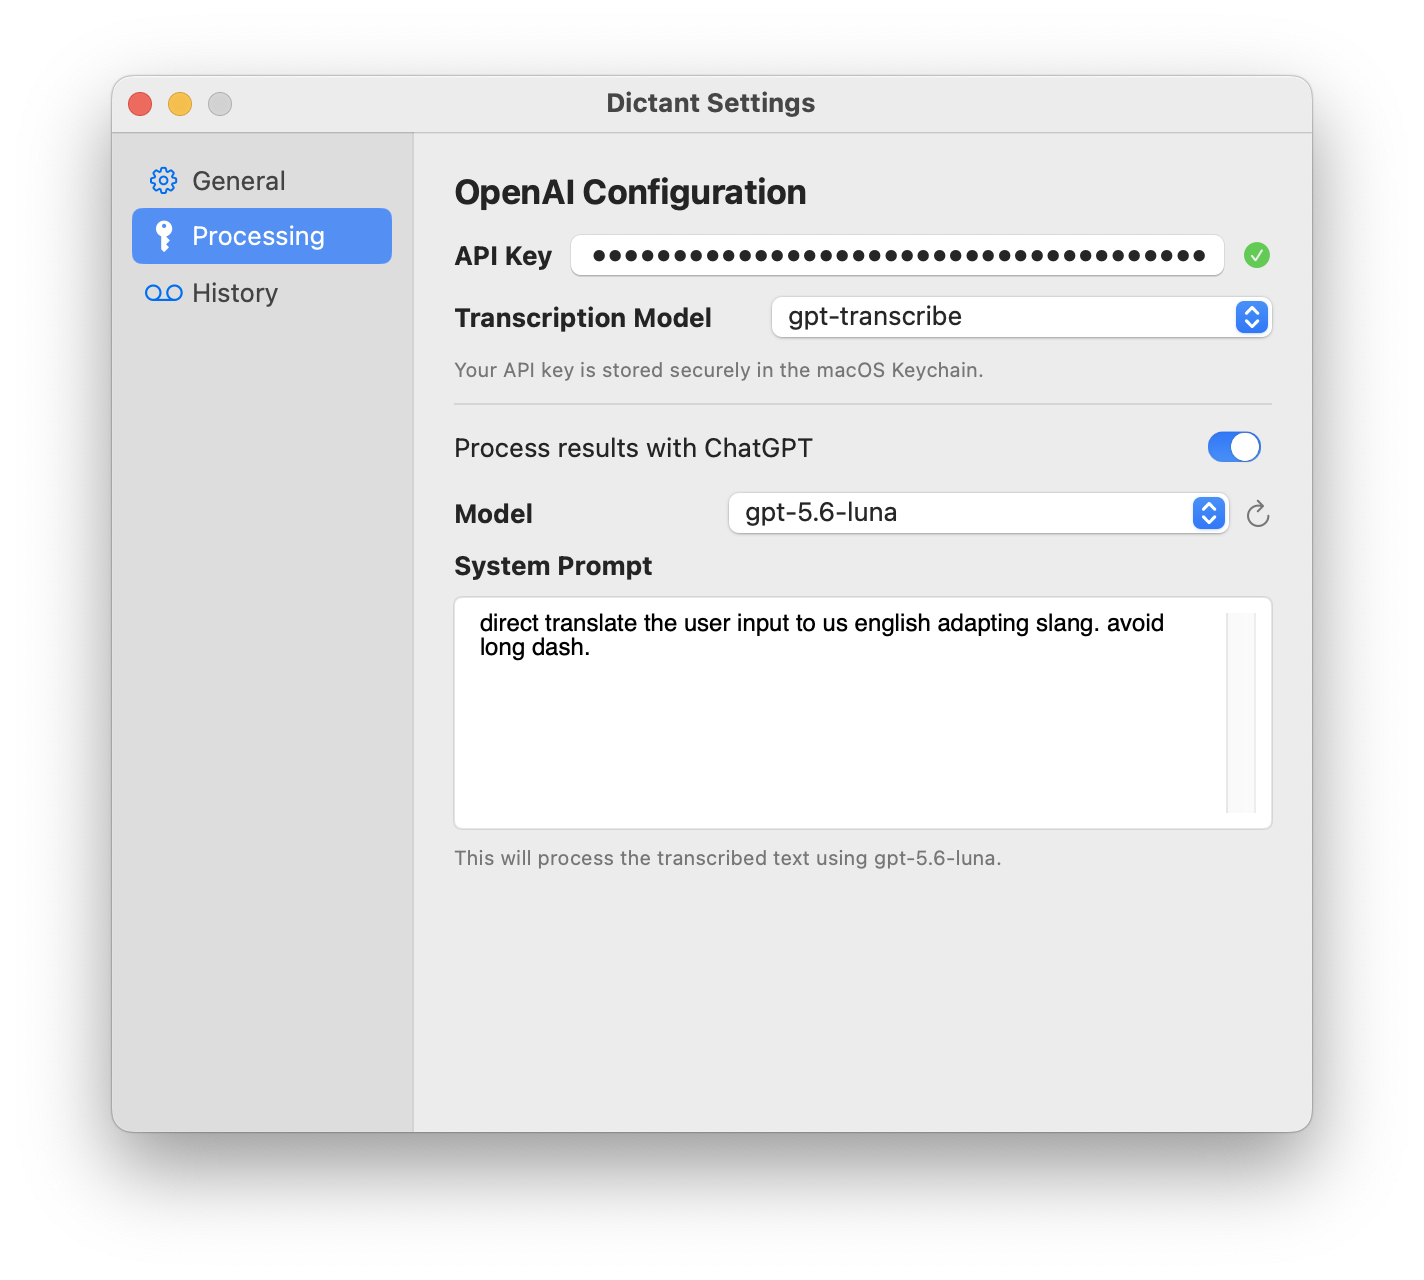 Dictant Settings
General
Processing
History
OpenAI Configuration
API Key
Transcription Model
gpt-transcribe
Your API key is stored securely in the macOS Keychain.
Process results with ChatGPT
Model
gpt-5.6-luna
System Prompt
direct translate the user input to us english adapting slang. avoid
long dash.
This will process the transcribed text using gpt-5.6-luna.